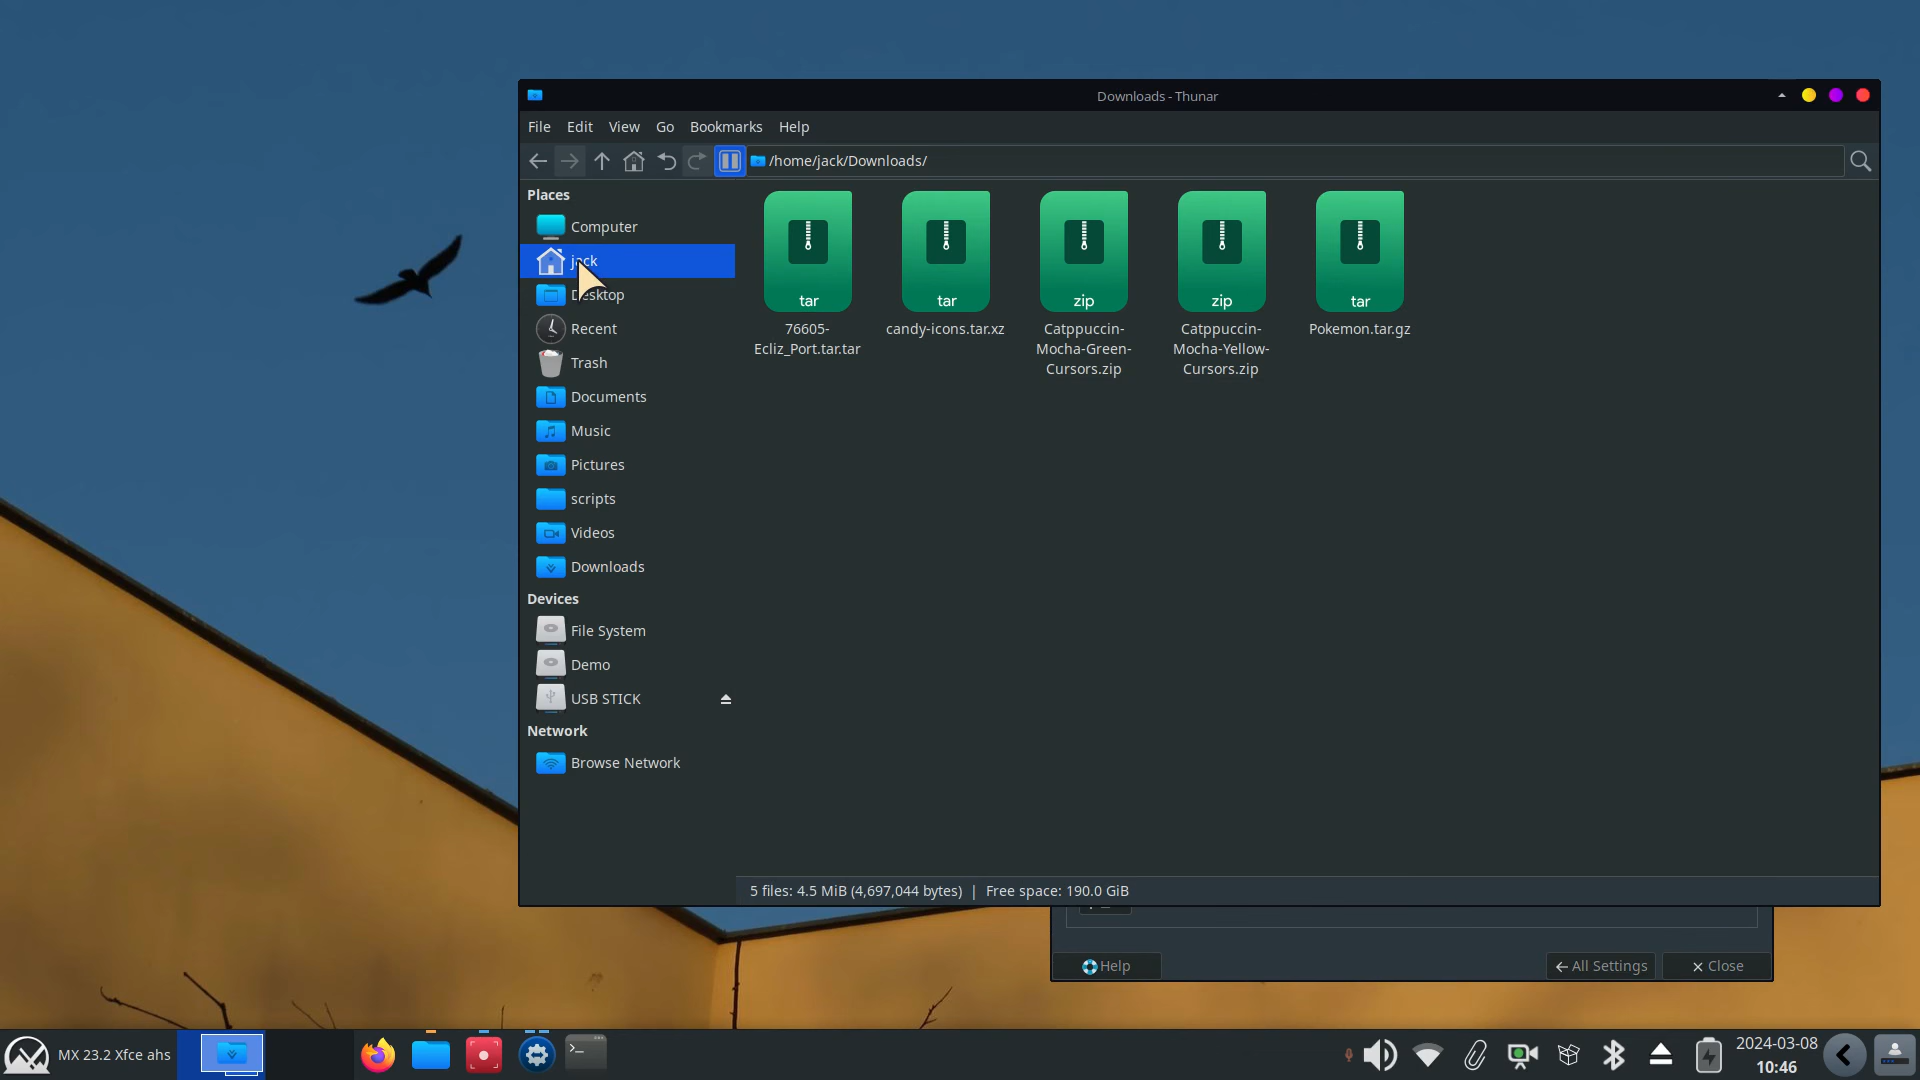 Downloads - Thunar
File Edit View Go Bookmarks Help
/home/jack/Downloads/
Places
Computer
jack
Desktop
Recent
Trash
Documents
Music
Pictures
scripts
Videos
Downloads
Devices
File System
Demo
USB STICK
Network
Browse Network
tar
76605-
Ecliz_Port.tar.tar
tar
candy-icons.tar.xz
zip
Catppuccin-
Mocha-Green-
Cursors.zip
zip
Catppuccin-
Mocha-Yellow-
Cursors.zip
tar
Pokemon.tar.gz
5 files: 4.5 MiB (4,697,044 bytes) | Free space: 190.0 GiB
Help
All Settings
Close
MX 23.2 Xfce ahs
2024-03-08
10:46